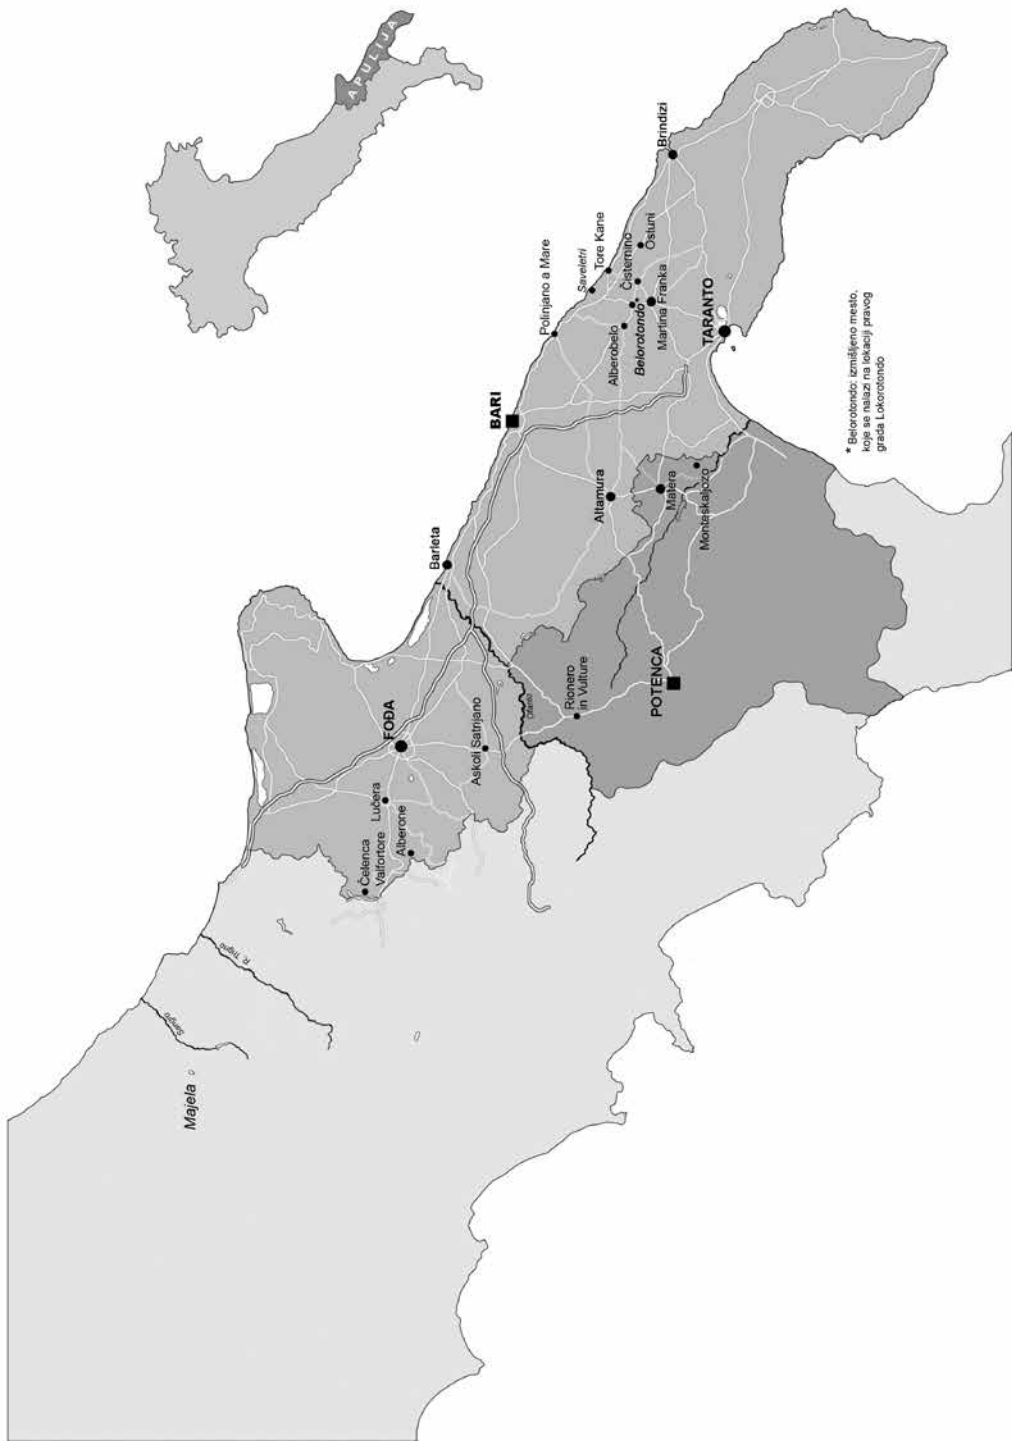 APULIJA
Majela
Sangro
R. Trigno
Čelenca
Valfortore
Alberone
Lučera
FOĐA
Askoli Satrijano
Ofanto
Rionero
in Vulture
POTENCA
Barleta
BARI
Altamura
Matera
Monteskaljozo
Polinjano a Mare
Saveletri
Tore Kane
Alberobelo
Belorotondo*
Čisternino
Martina Franka
Ostuni
TARANTO
Brindizi
* Belorotondo: izmišljeno mesto,
koje se nalazi na lokaciji pravog
grada Lokorotondo